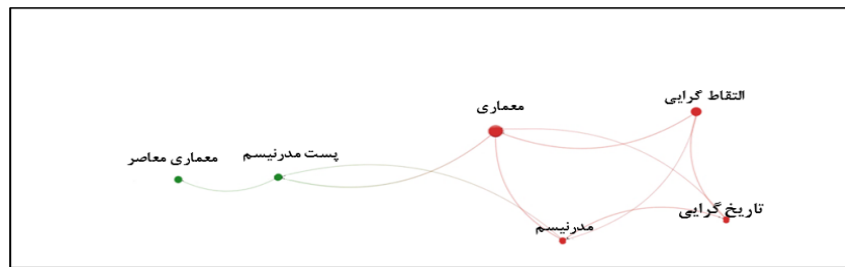 التقاط گرایی
معماری
پست مدرنیسم
معماری معاصر
تاریخ گرایی
مدرنیسم